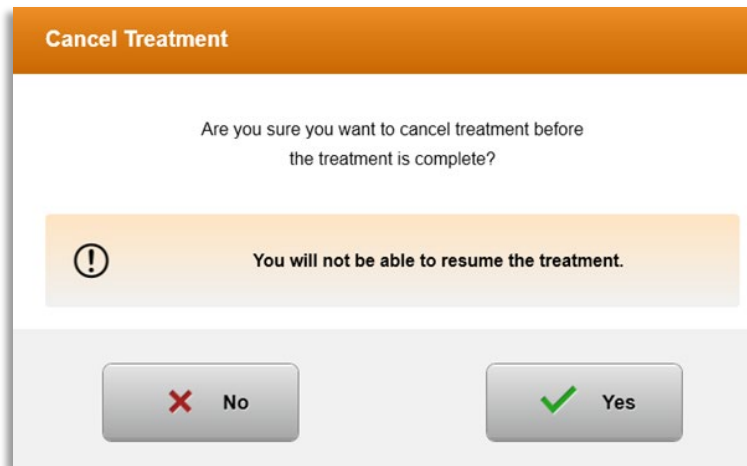 Cancel Treatment
Are you sure you want to cancel treatment before
the treatment is complete?
You will not be able to resume the treatment.
No
Yes